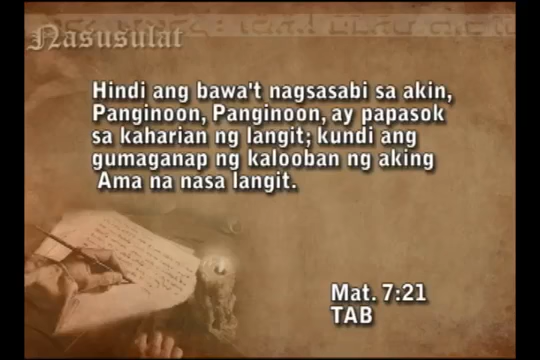 Nasusulat
Hindi ang bawa't nagsasabi sa akin,
Panginoon, Panginoon, ay papasok
sa kaharian ng langit; kundi ang
gumaganap ng kalooban ng aking
Ama na nasa langit.
Mat. 7:21
TAB